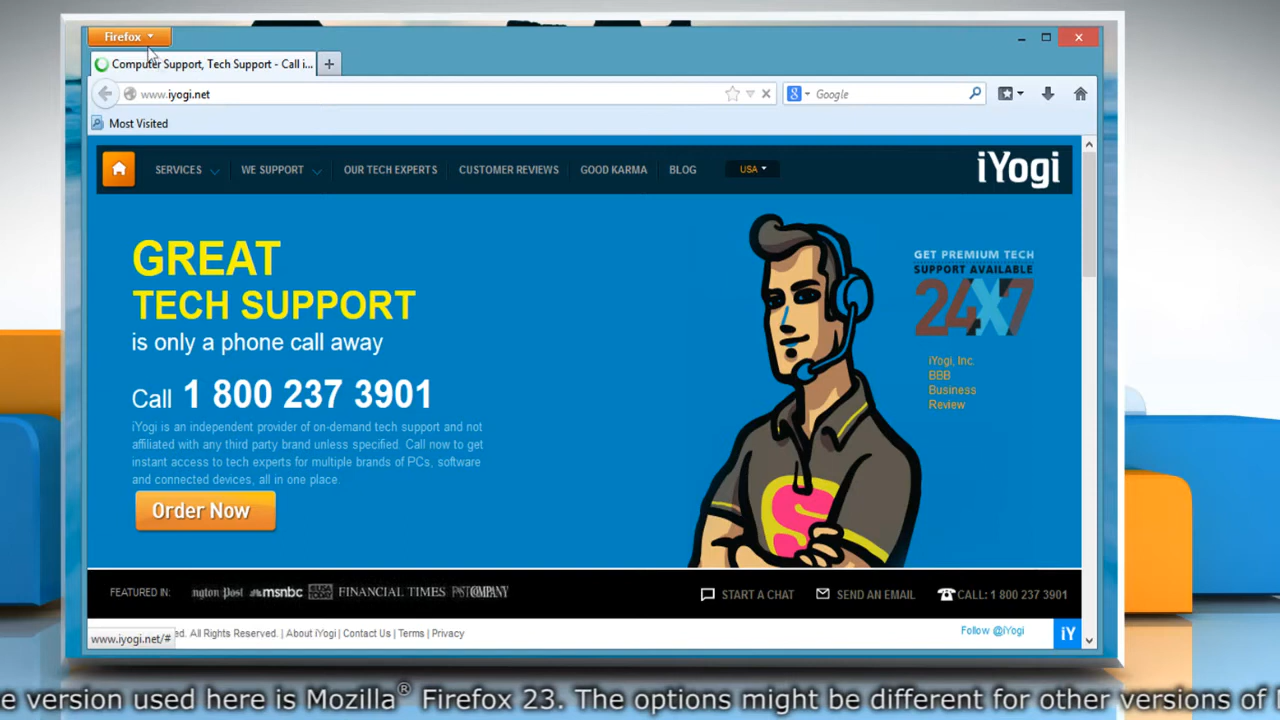 Firefox
Computer Support, Tech Support - Call i...
www.iyogi.net
Google
Most Visited
SERVICES
WE SUPPORT
OUR TECH EXPERTS
CUSTOMER REVIEWS
GOOD KARMA
BLOG
USA
iYogi
GREAT
TECH SUPPORT
is only a phone call away
Call 1 800 237 3901
iYogi is an independent provider of on-demand tech support and not
affiliated with any third party brand unless specified. Call now to get
instant access to tech experts for multiple brands of PCs, software
and connected devices, all in one place.
Order Now
GET PREMIUM TECH
SUPPORT AVAILABLE
24X7
iYogi, Inc.
BBB
Business
Review
S
FEATURED IN:
ngton Post
msnbc
FINANCIAL TIMES
FAST COMPANY
START A CHAT
SEND AN EMAIL
CALL: 1 800 237 3901
www.iyogi.net/#
ed. All Rights Reserved. | About iYogi | Contact Us | Terms | Privacy
Follow @iYogi
iY
e version used here is Mozilla® Firefox 23. The options might be different for other versions of